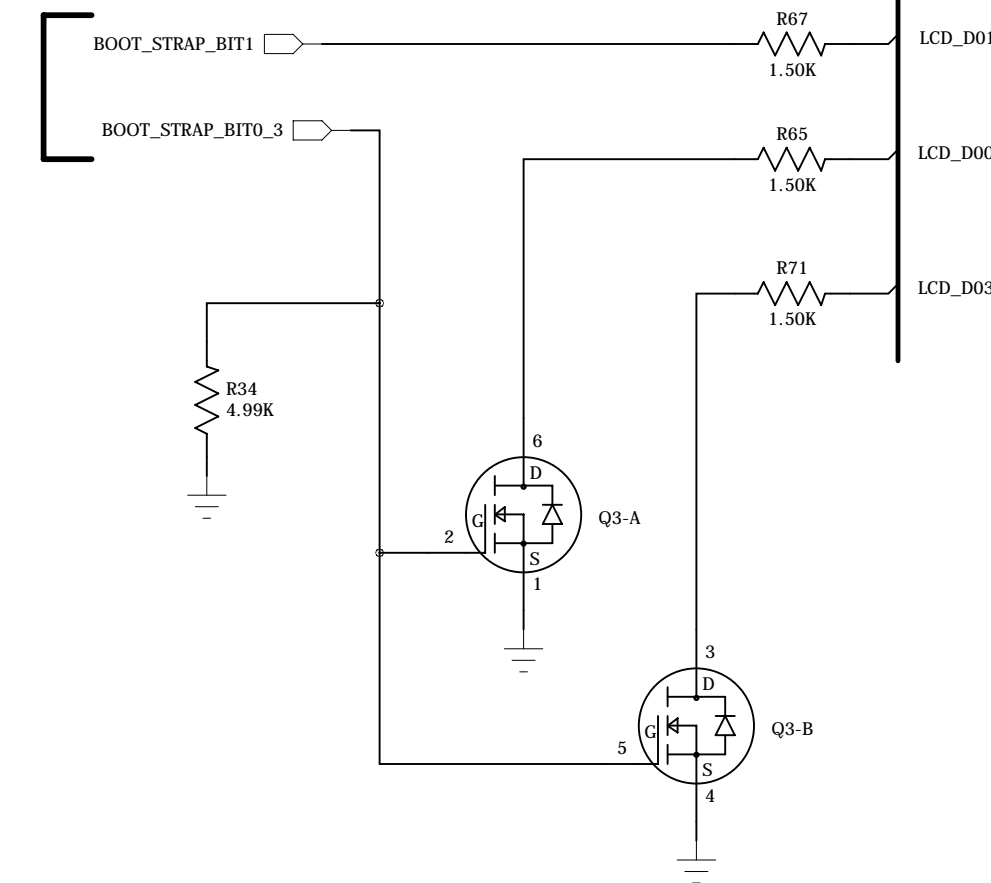 R67
BOOT_STRAP_BIT1
LCD_D01
1.50K
BOOT_STRAP_BIT0_3
R65
LCD_D00
1.50K
R71
LCD_D03
1.50K
R34
4.99K
6
D
G
Q3-A
2
S
1
3
D
G
Q3-B
5
S
4